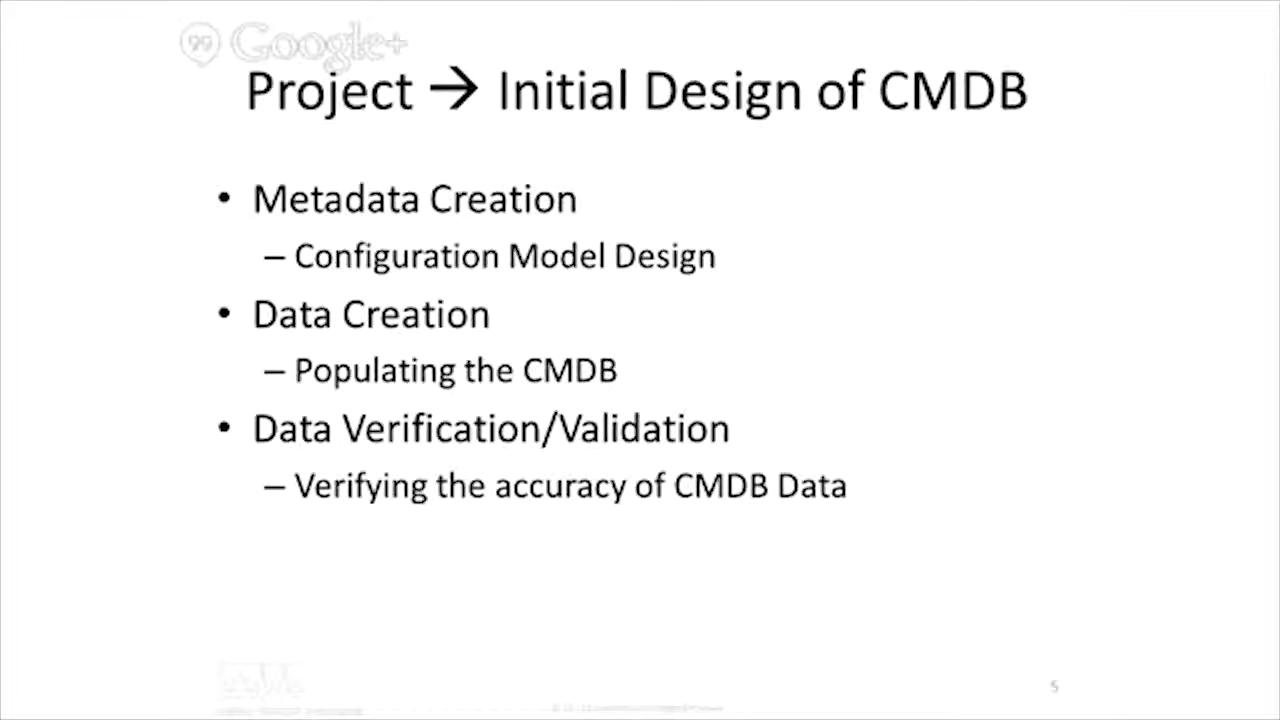 Google+
Project → Initial Design of CMDB
• Metadata Creation
– Configuration Model Design
• Data Creation
– Populating the CMDB
• Data Verification/Validation
– Verifying the accuracy of CMDB Data
5